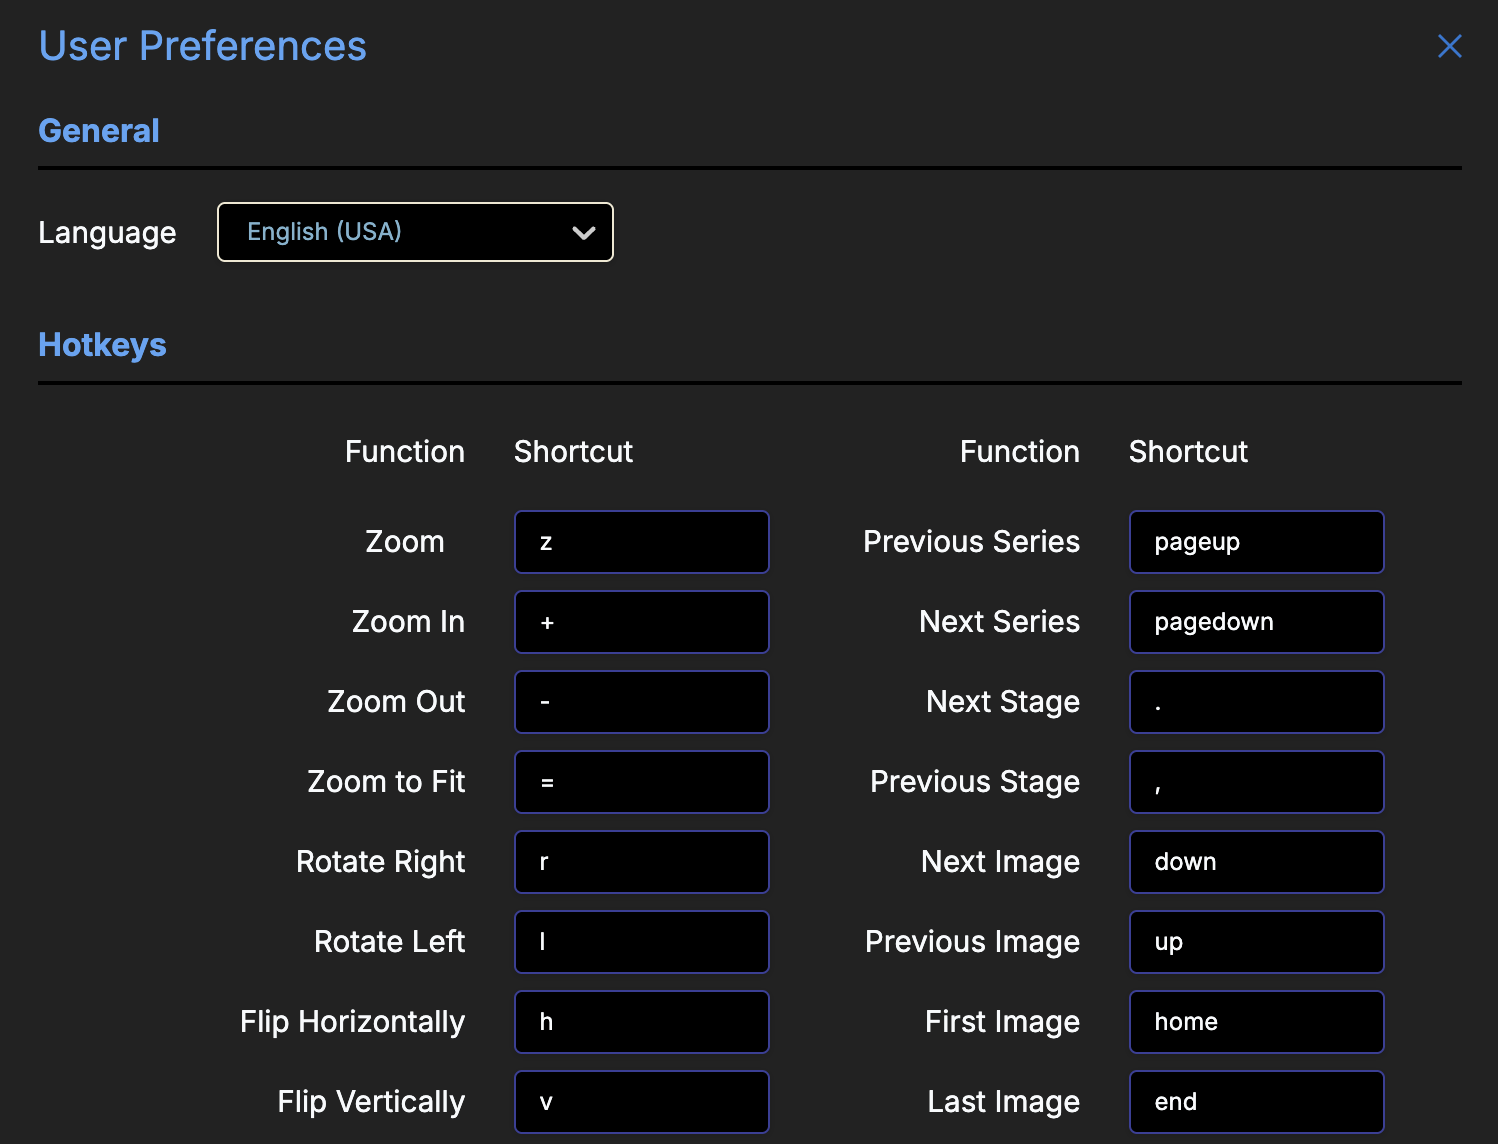 User Preferences
General
Language English (USA)
Hotkeys
Function Shortcut Function Shortcut
Zoom z Previous Series pageup
Zoom In + Next Series pagedown
Zoom Out - Next Stage .
Zoom to Fit = Previous Stage ,
Rotate Right r Next Image down
Rotate Left l Previous Image up
Flip Horizontally h First Image home
Flip Vertically v Last Image end